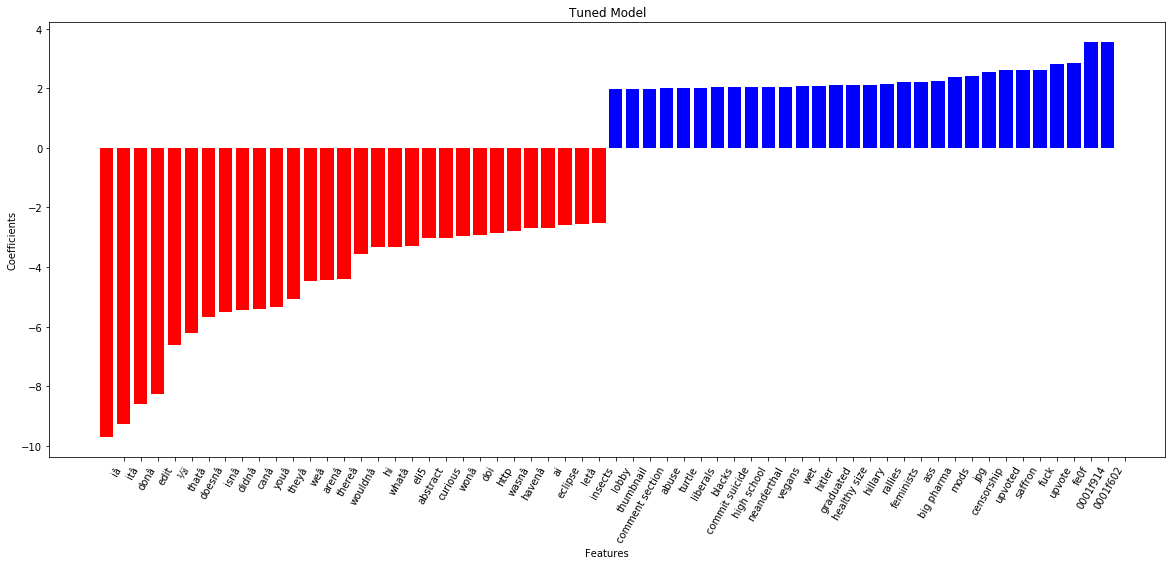 Tuned Model
Coefficients
4
2
0
−2
−4
−6
−8
−10
iâ
itâ
donâ
edit
½ï
thatâ
doesnâ
isnâ
didnâ
canâ
youâ
theyâ
weâ
arenâ
thereâ
wouldnâ
hi
whatâ
eli5
abstract
curious
wonâ
doi
http
wasnâ
havenâ
ai
eclipse
letâ
insects
lobby
thumbnail
comment section
abuse
turtle
liberals
blacks
commit suicide
high school
neanderthal
vegans
wet
hitler
graduated
healthy size
hillary
rallies
feminists
ass
big pharma
mods
jpg
censorship
upvoted
saffron
fuck
upvote
fe0f
0001f914
0001f602
Features